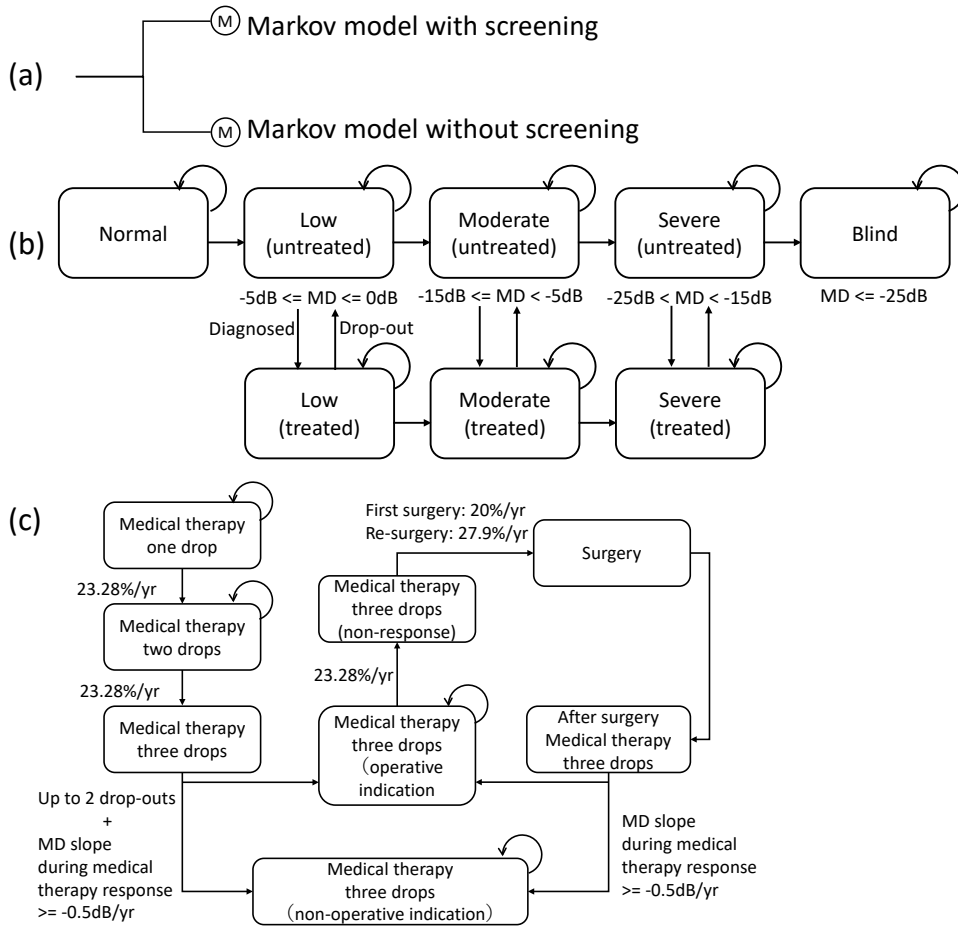 (a)
M
Markov model with screening
M
Markov model without screening
(b)
Normal
Low
(untreated)
Moderate
(untreated)
Severe
(untreated)
Blind
-5dB <= MD <= 0dB
-15dB <= MD < -5dB
-25dB < MD < -15dB
MD <= -25dB
Diagnosed
Drop-out
Low
(treated)
Moderate
(treated)
Severe
(treated)
(c)
Medical therapy
one drop
23.28%/yr
Medical therapy
two drops
23.28%/yr
Medical therapy
three drops
Up to 2 drop-outs
+
MD slope
during medical
therapy response
>= -0.5dB/yr
First surgery: 20%/yr
Re-surgery: 27.9%/yr
Surgery
Medical therapy
three drops
(non-response)
23.28%/yr
Medical therapy
three drops
(operative
indication
After surgery
Medical therapy
three drops
MD slope
during medical
therapy response
>= -0.5dB/yr
Medical therapy
three drops
(non-operative indication)